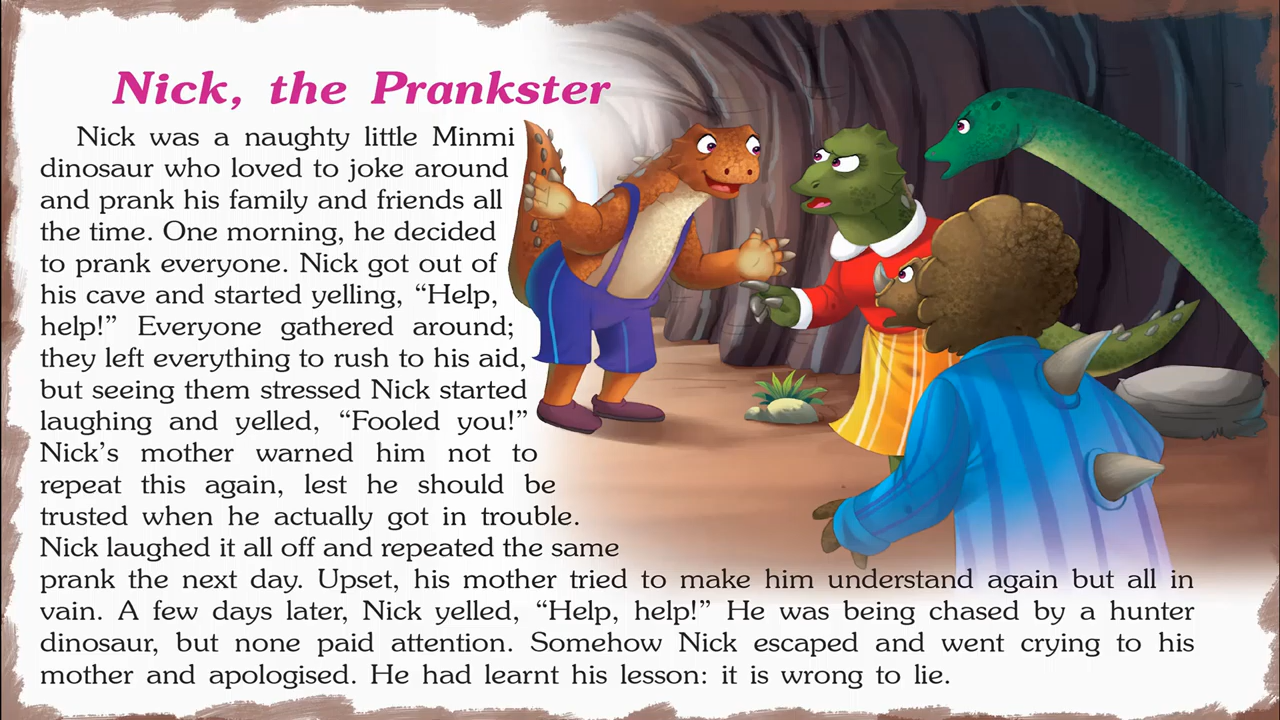 Nick, the Prankster
Nick was a naughty little Minmi
dinosaur who loved to joke around
and prank his family and friends all
the time. One morning, he decided
to prank everyone. Nick got out of
his cave and started yelling, “Help,
help!” Everyone gathered around;
they left everything to rush to his aid,
but seeing them stressed Nick started
laughing and yelled, “Fooled you!”
Nick’s mother warned him not to
repeat this again, lest he should be
trusted when he actually got in trouble.
Nick laughed it all off and repeated the same
prank the next day. Upset, his mother tried to make him understand again but all in
vain. A few days later, Nick yelled, “Help, help!” He was being chased by a hunter
dinosaur, but none paid attention. Somehow Nick escaped and went crying to his
mother and apologised. He had learnt his lesson: it is wrong to lie.